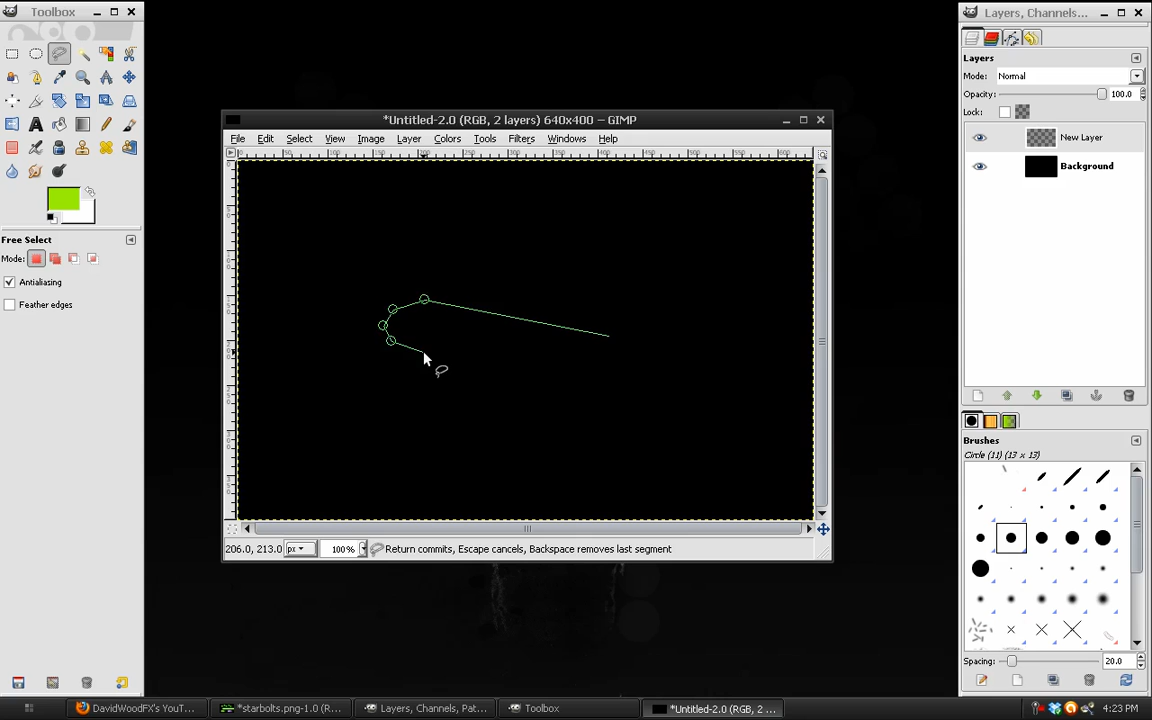 Toolbox
Layers, Channels...
*Untitled-2.0 (RGB, 2 layers) 640x400 – GIMP
File Edit Select View Image Layer Colors Tools Filters Windows Help
Free Select
Mode:
Antialiasing
Feather edges
Layers
Mode: Normal
Opacity: 100.0
Lock:
New Layer
Background
Brushes
Circle (11) (13 x 13)
Spacing: 20.0
206.0, 213.0 px 100% Return commits, Escape cancels, Backspace removes last segment
DavidWoodFX's YouT... *starbolts.png-1.0 (R... Layers, Channels, Pat... Toolbox *Untitled-2.0 (RGB, 2 ... 4:23 PM